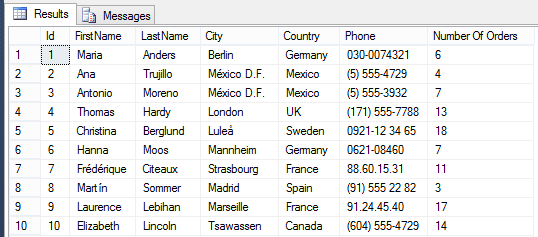 Results Messages
Id FirstName LastName City Country Phone Number Of Orders
1 1 Maria Anders Berlin Germany 030-0074321 6
2 2 Ana Trujillo México D.F. Mexico (5) 555-4729 4
3 3 Antonio Moreno México D.F. Mexico (5) 555-3932 7
4 4 Thomas Hardy London UK (171) 555-7788 13
5 5 Christina Berglund Luleå Sweden 0921-12 34 65 18
6 6 Hanna Moos Mannheim Germany 0621-08460 7
7 7 Frédérique Citeaux Strasbourg France 88.60.15.31 11
8 8 Martín Sommer Madrid Spain (91) 555 22 82 3
9 9 Laurence Lebihan Marseille France 91.24.45.40 17
10 10 Elizabeth Lincoln Tsawassen Canada (604) 555-4729 14